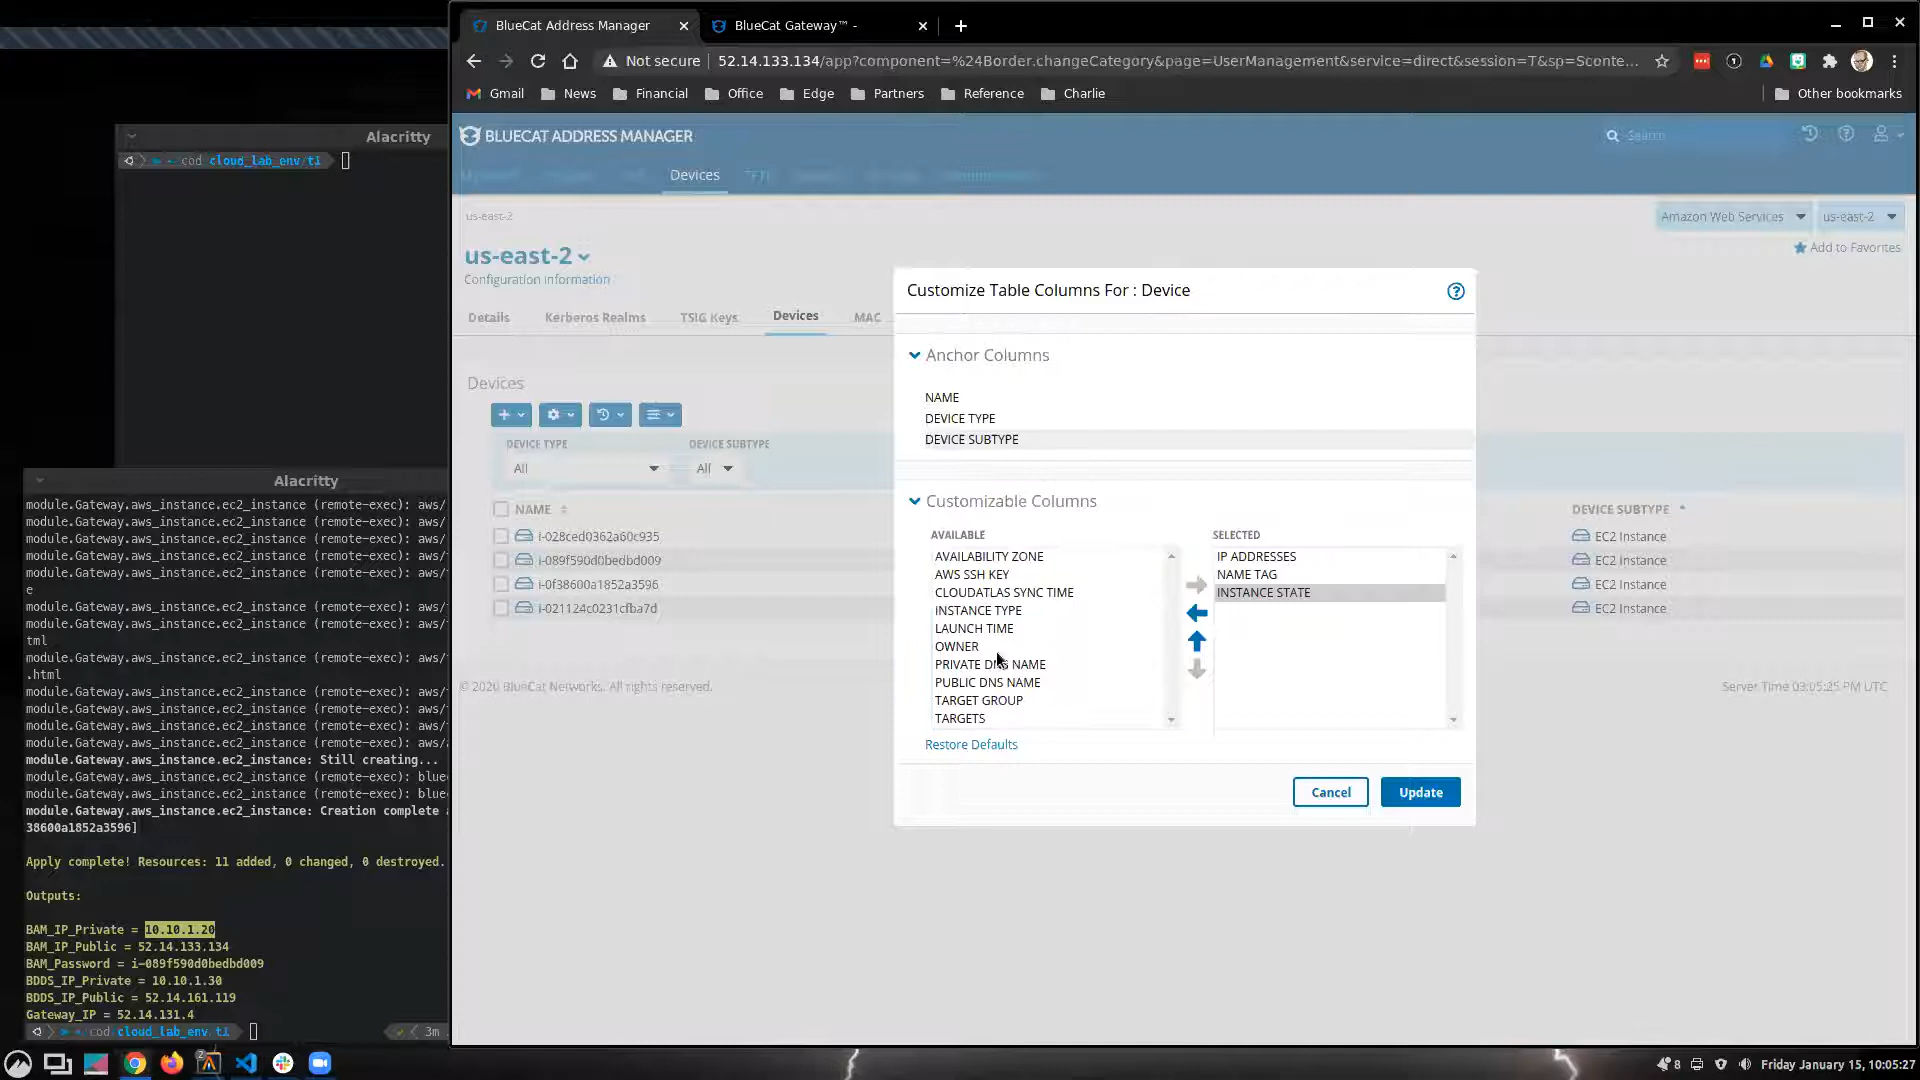 BlueCat Address Manager
BlueCat Gateway™ -
Not secure
52.14.133.134/app?component=%24Border.changeCategory&page=UserManagement&service=direct&session=T&sp=Sconte...
Gmail
News
Financial
Office
Edge
Partners
Reference
Charlie
Other bookmarks
BLUECAT ADDRESS MANAGER
Search
Devices
TFTP
us-east-2
Amazon Web Services
us-east-2
us-east-2
Add to Favorites
Configuration information
Details
Kerberos Realms
TSIG Keys
Devices
MAC
Devices
DEVICE TYPE
DEVICE SUBTYPE
All
All
NAME
DEVICE SUBTYPE
i-028ced0362a60c935
EC2 Instance
i-089f590d0bedbd009
EC2 Instance
i-0f38600a1852a3596
EC2 Instance
i-021124c0231cfba7d
EC2 Instance
© 2020 BlueCat Networks. All rights reserved.
Server Time 03:05:25 PM UTC
Customize Table Columns For : Device
Anchor Columns
NAME
DEVICE TYPE
DEVICE SUBTYPE
Customizable Columns
AVAILABLE
AVAILABILITY ZONE
AWS SSH KEY
CLOUDATLAS SYNC TIME
INSTANCE TYPE
LAUNCH TIME
OWNER
PRIVATE DNS NAME
PUBLIC DNS NAME
TARGET GROUP
TARGETS
SELECTED
IP ADDRESSES
NAME TAG
INSTANCE STATE
Restore Defaults
Cancel
Update
Alacritty
cod cloud_lab_env/t1
Alacritty
module.Gateway.aws_instance.ec2_instance (remote-exec): aws/
module.Gateway.aws_instance.ec2_instance (remote-exec): aws/
module.Gateway.aws_instance.ec2_instance (remote-exec): aws/
module.Gateway.aws_instance.ec2_instance (remote-exec): aws/
module.Gateway.aws_instance.ec2_instance (remote-exec): aws/
e
module.Gateway.aws_instance.ec2_instance (remote-exec): aws/
module.Gateway.aws_instance.ec2_instance (remote-exec): aws/
tml
module.Gateway.aws_instance.ec2_instance (remote-exec): aws/
.html
module.Gateway.aws_instance.ec2_instance (remote-exec): aws/
module.Gateway.aws_instance.ec2_instance (remote-exec): aws/
module.Gateway.aws_instance.ec2_instance (remote-exec): aws/
module.Gateway.aws_instance.ec2_instance (remote-exec): aws/
module.Gateway.aws_instance.ec2_instance: Still creating...
module.Gateway.aws_instance.ec2_instance (remote-exec): blue
module.Gateway.aws_instance.ec2_instance (remote-exec): blue
module.Gateway.aws_instance.ec2_instance: Creation complete
38600a1852a3596]
Apply complete! Resources: 11 added, 0 changed, 0 destroyed.
Outputs:
BAM_IP_Private = 10.10.1.20
BAM_IP_Public = 52.14.133.134
BAM_Password = i-089f590d0bedbd009
BDDS_IP_Private = 10.10.1.30
BDDS_IP_Public = 52.14.161.119
Gateway_IP = 52.14.131.4
cod cloud_lab_env/t1
3m
2
8
Friday January 15, 10:05:27